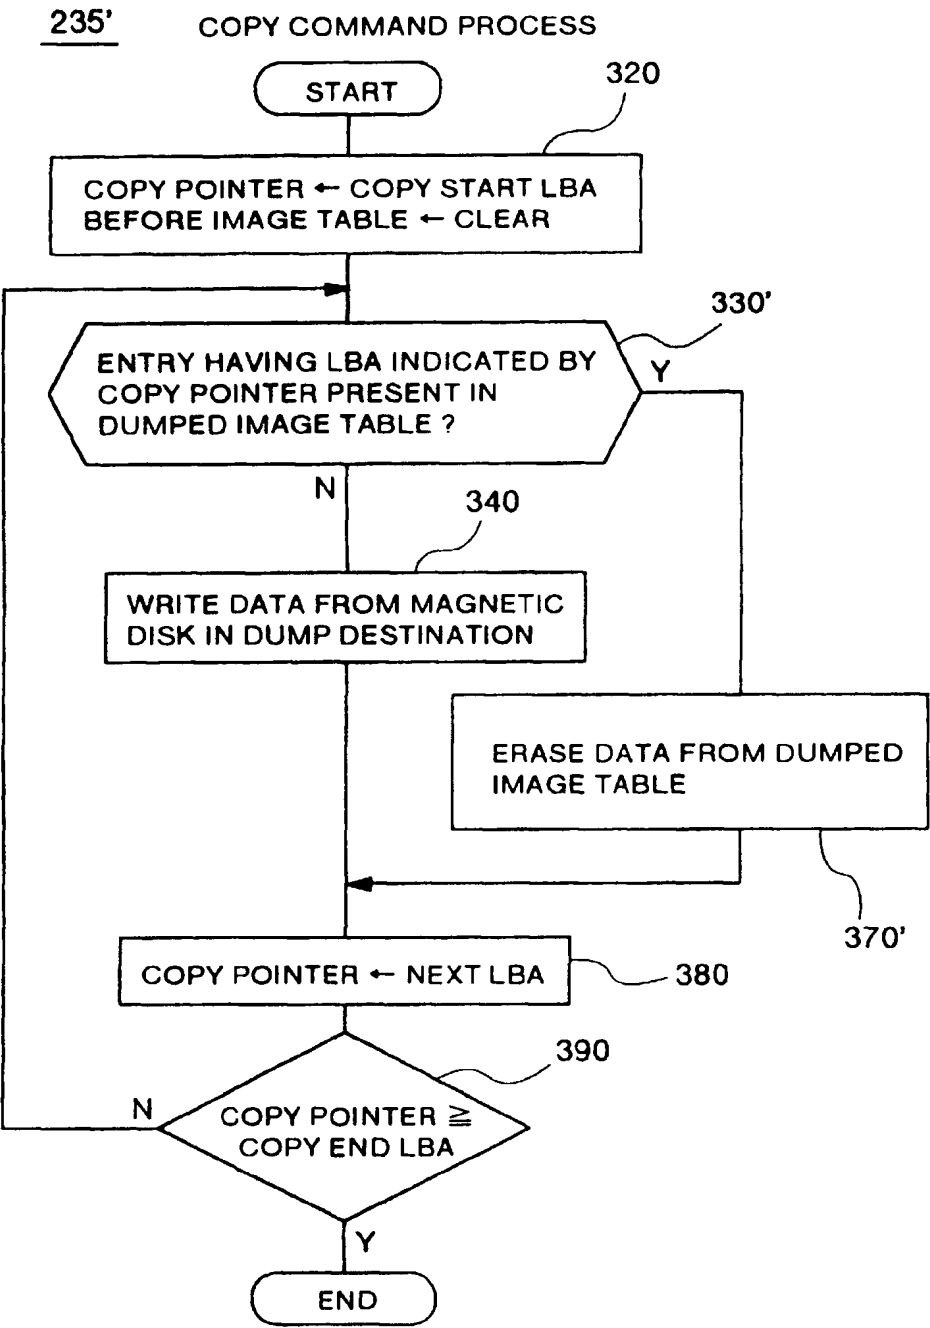 235'
COPY COMMAND PROCESS
START
320
COPY POINTER ← COPY START LBA
BEFORE IMAGE TABLE ← CLEAR
330'
ENTRY HAVING LBA INDICATED BY
COPY POINTER PRESENT IN
DUMPED IMAGE TABLE ?
Y
N
340
WRITE DATA FROM MAGNETIC
DISK IN DUMP DESTINATION
ERASE DATA FROM DUMPED
IMAGE TABLE
370'
COPY POINTER ← NEXT LBA
380
390
N
COPY POINTER ≧
COPY END LBA
Y
END